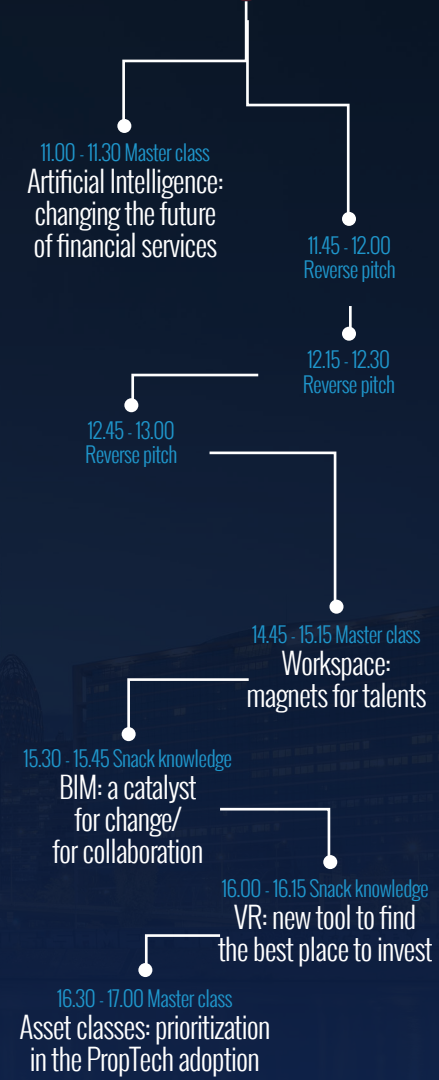 11.00 - 11.30 Master class
Artificial Intelligence:
changing the future
of financial services
11.45 - 12.00
Reverse pitch
12.15 - 12.30
Reverse pitch
12.45 - 13.00
Reverse pitch
14.45 - 15.15 Master class
Workspace:
magnets for talents
15.30 - 15.45 Snack knowledge
BIM: a catalyst
for change/
for collaboration
16.00 - 16.15 Snack knowledge
VR: new tool to find
the best place to invest
16.30 - 17.00 Master class
Asset classes: prioritization
in the PropTech adoption